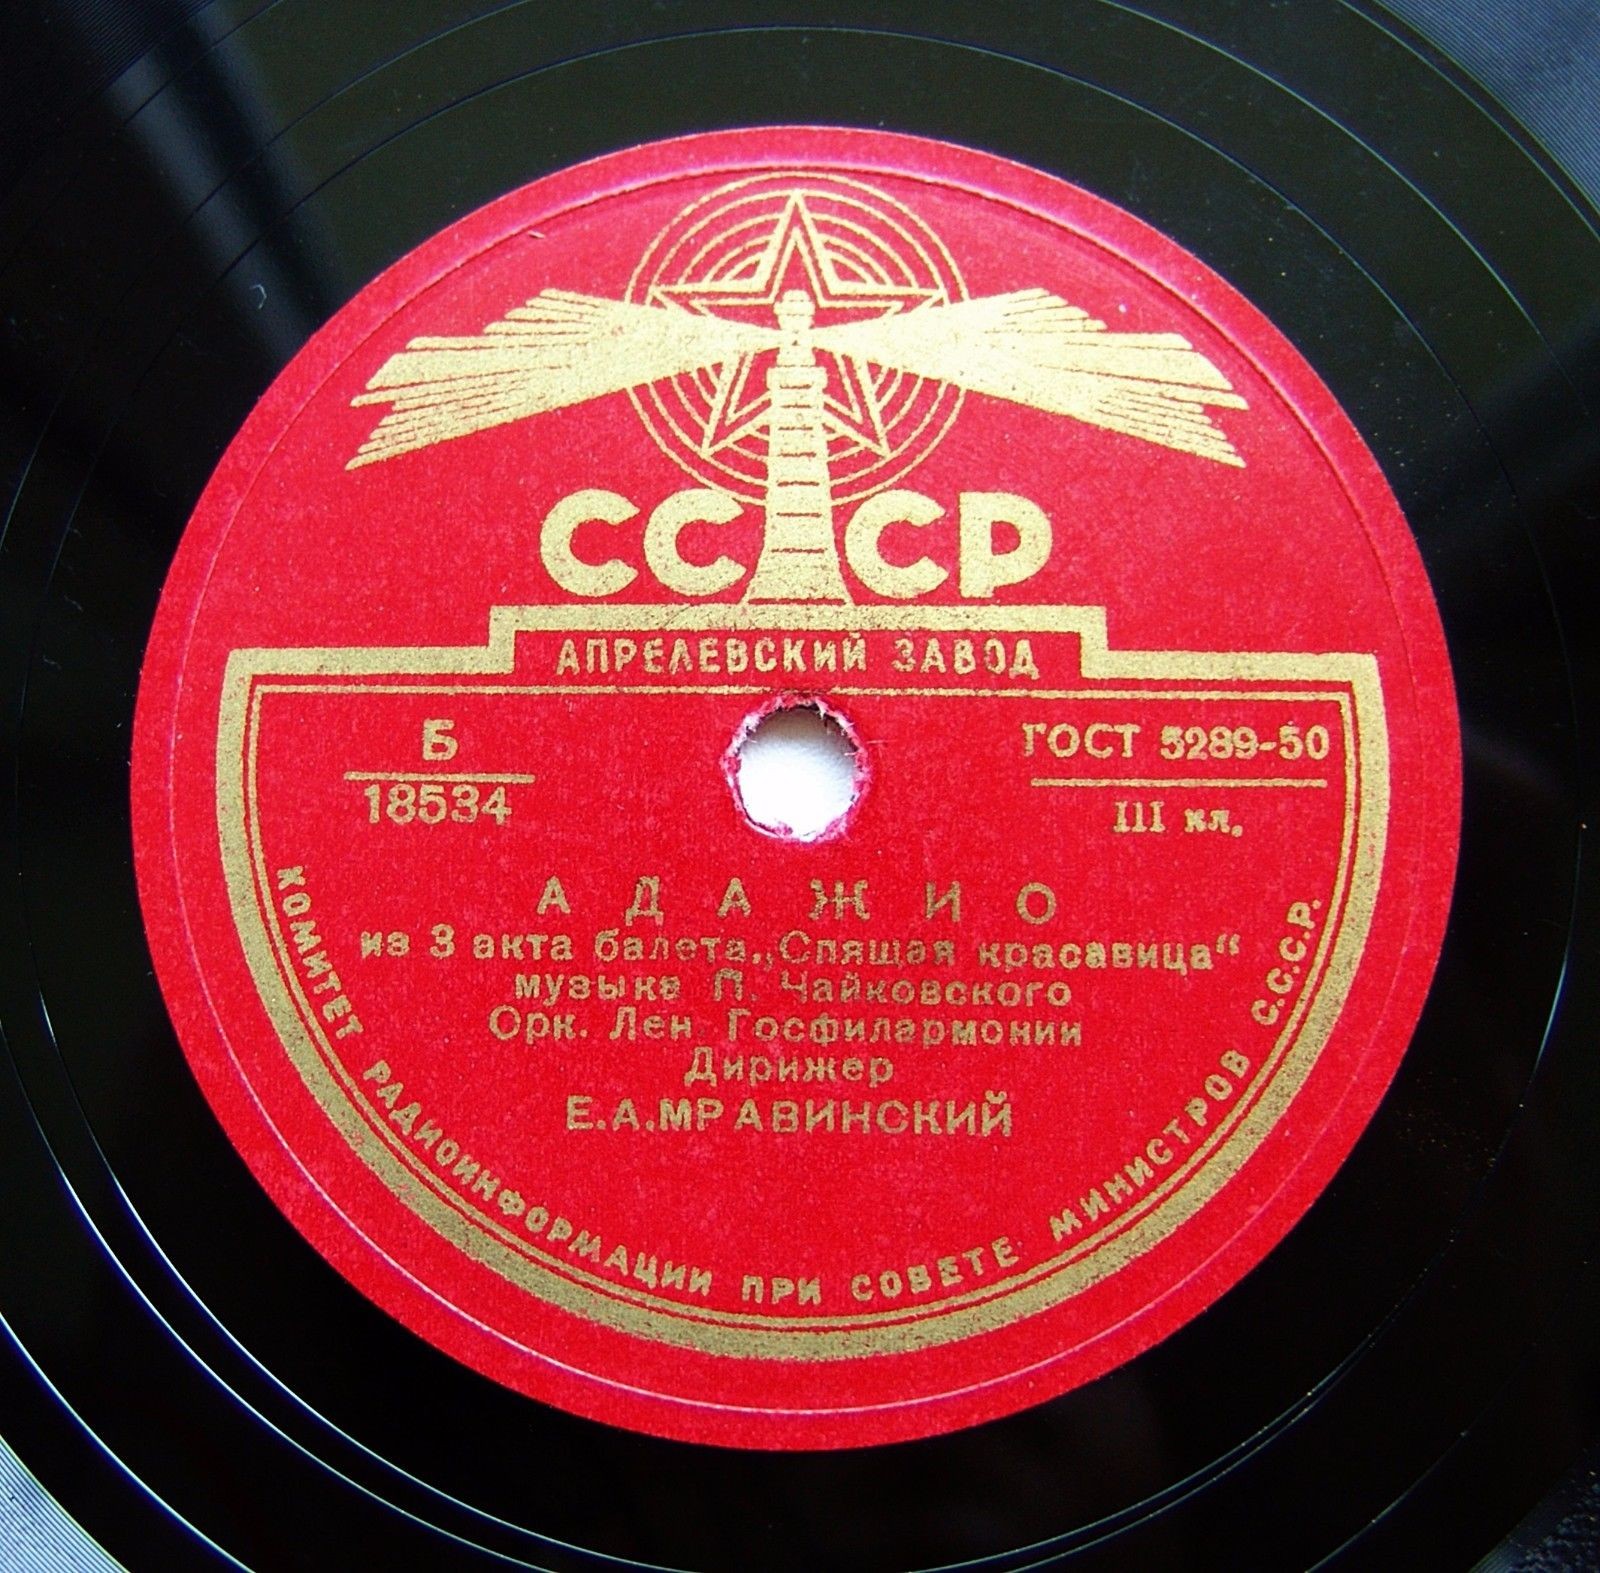 СССР
АПРЕЛЕВСКИЙ ЗАВОД
Б
18534
ГОСТ 5289-50
III кл.
АДАЖИО
из 3 акта балета „Спящая красавица“
музыка П. Чайковского
Орк. Лен. Госфилармонии
Дирижер
Е.А.МРАВИНСКИЙ
КОМИТЕТ РАДИОИНФОРМАЦИИ ПРИ СОВЕТЕ МИНИСТРОВ С.С.С.Р.